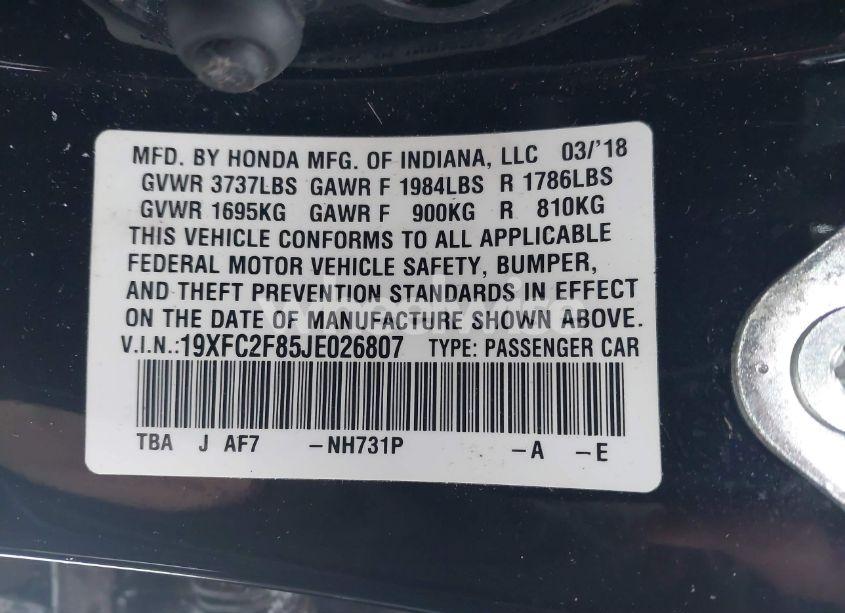 MFD. BY HONDA MFG. OF INDIANA, LLC 03/'18
GVWR 3737LBS GAWR F 1984LBS R 1786LBS
GVWR 1695KG GAWR F 900KG R 810KG
THIS VEHICLE CONFORMS TO ALL APPLICABLE
FEDERAL MOTOR VEHICLE SAFETY, BUMPER,
AND THEFT PREVENTION STANDARDS IN EFFECT
ON THE DATE OF MANUFACTURE SHOWN ABOVE.
V.I.N.:19XFC2F85JE026807 TYPE: PASSENGER CAR
TBA J AF7 -NH731P -A -E